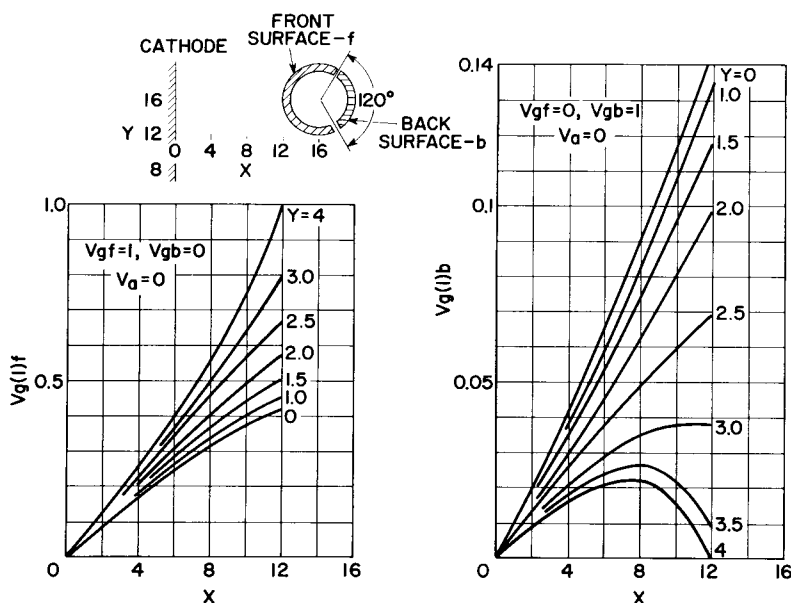 FRONT
SURFACE-f
CATHODE
16
Y 12
8
0 4 8 12 16
X
120°
BACK
SURFACE-b
1.0
0.5
0
Vg(1)f
Vgf=1, Vgb=0
Va=0
Y=4
3.0
2.5
2.0
1.5
1.0
0
0 4 8 12 16
X
0.14
0.1
0.05
Vg(1)b
Vgf=0, Vgb=1
Va=0
Y=0
1.0
1.5
2.0
2.5
3.0
3.5
4
0 4 8 12 16
X